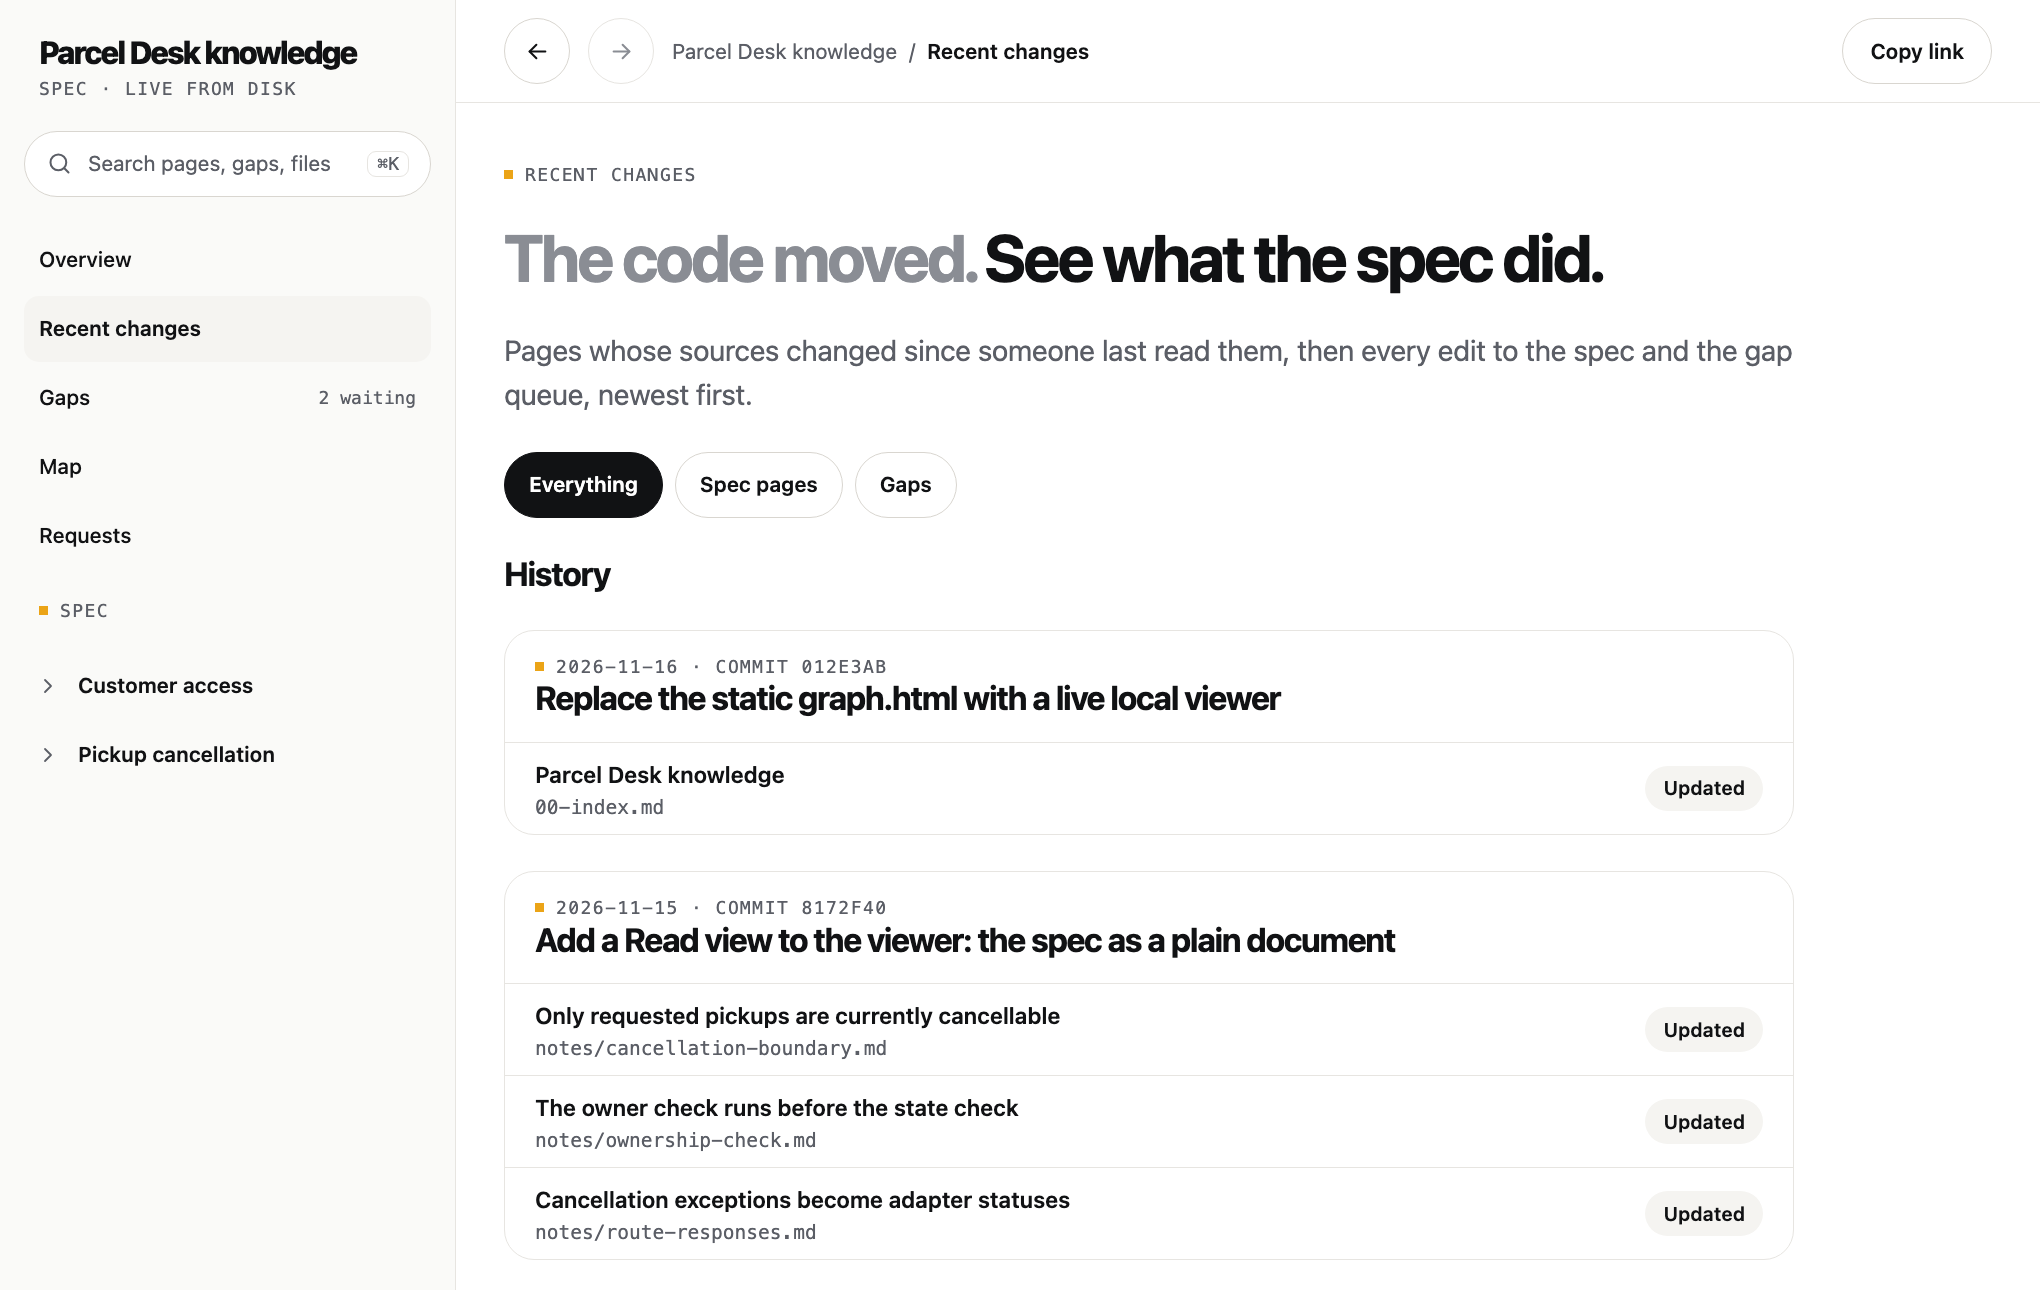 Parcel Desk knowledge
SPEC · LIVE FROM DISK
Search pages, gaps, files ⌘K
Overview
Recent changes
Gaps 2 waiting
Map
Requests
SPEC
Customer access
Pickup cancellation
Parcel Desk knowledge / Recent changes
Copy link
RECENT CHANGES
The code moved. See what the spec did.
Pages whose sources changed since someone last read them, then every edit to the spec and the gap
queue, newest first.
Everything
Spec pages
Gaps
History
2026-11-16 · COMMIT 012E3AB
Replace the static graph.html with a live local viewer
Parcel Desk knowledge
00-index.md
Updated
2026-11-15 · COMMIT 8172F40
Add a Read view to the viewer: the spec as a plain document
Only requested pickups are currently cancellable
notes/cancellation-boundary.md
Updated
The owner check runs before the state check
notes/ownership-check.md
Updated
Cancellation exceptions become adapter statuses
notes/route-responses.md
Updated